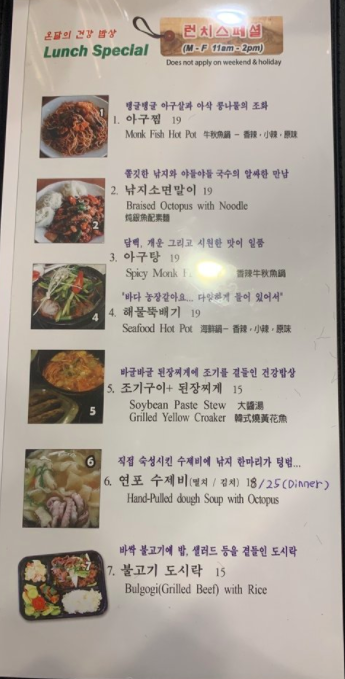 온달의 건강 밥상
Lunch Special
런치스페셜
(M - F 11am - 2pm)
Does not apply on weekend & holiday
탱글탱글 아구살과 아삭 콩나물의 조화
1
1. 아구찜 19
Monk Fish Hot Pot 牛秋魚鍋 – 香辣·小辣·原味
쫄깃한 낙지와 야들야들 국수의 알싸한 만남
2
2. 낙지소면말이 19
Braised Octopus with Noodle
炖銀魚配素麵
담백, 개운 그리고 시원한 맛이 일품
3. 아구탕 19
Spicy Monk 香辣牛秋魚鍋
"바다 농장같아요... 다양하게 들이 있어서"
4
4. 해물뚝배기 19
Seafood Hot Pot 海鮮鍋– 香辣·小辣·原味
바글바글 된장찌개에 조기를 곁들인 건강밥상
5
5. 조기구이+ 된장찌개 15
Soybean Paste Stew 大醬湯
Grilled Yellow Croaker 韓式燒黃花魚
직접 숙성시킨 수제비에 낙지 한마리가 텀벙...
6
6. 연포 수제비(멸치 / 김치) 18/25(Dinner)
Hand-Pulled dough Soup with Octopus
바싹 불고기에 밥, 샐러드 등을 곁들인 도시락
7
7. 불고기 도시락 15
Bulgogi(Grilled Beef) with Rice